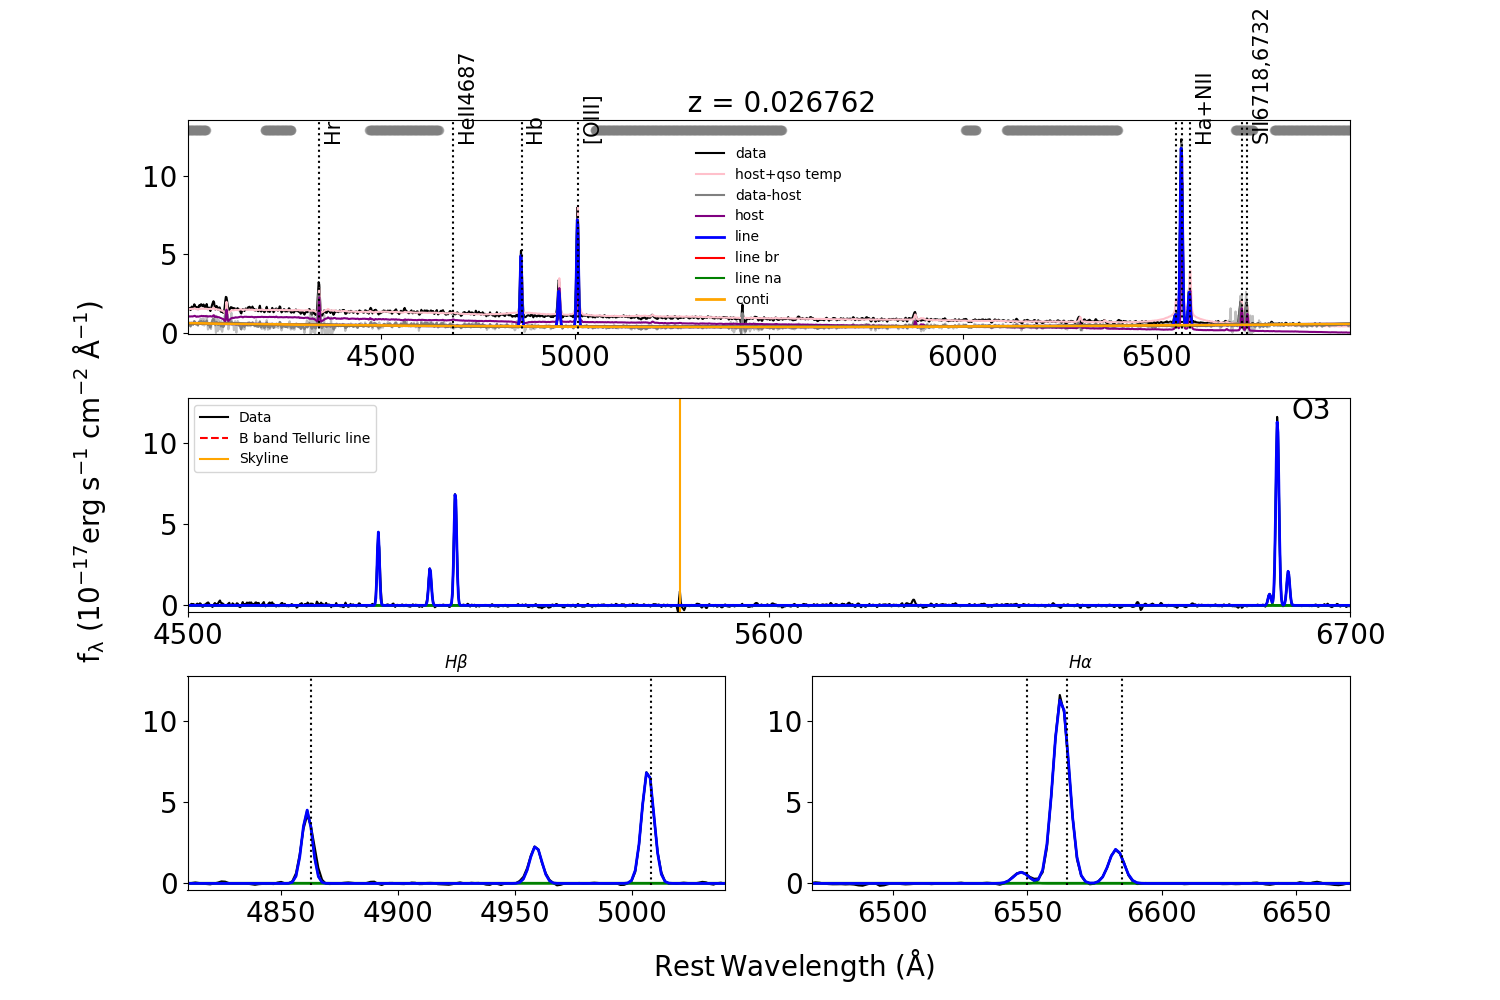 z = 0.026762
Hr
HeII4687
Hb
[OIII]
Ha+NII
SII6718,6732
data
host+qso temp
data-host
host
line
line br
line na
conti
10
5
0
4500 5000 5500 6000 6500
Data
B band Telluric line
Skyline
O3
10
5
0
4500 5600 6700
fλ (10−17erg s−1 cm−2 Å−1)
Hβ
10
5
0
4850 4900 4950 5000
Hα
10
5
0
6500 6550 6600 6650
Rest Wavelength (Å)